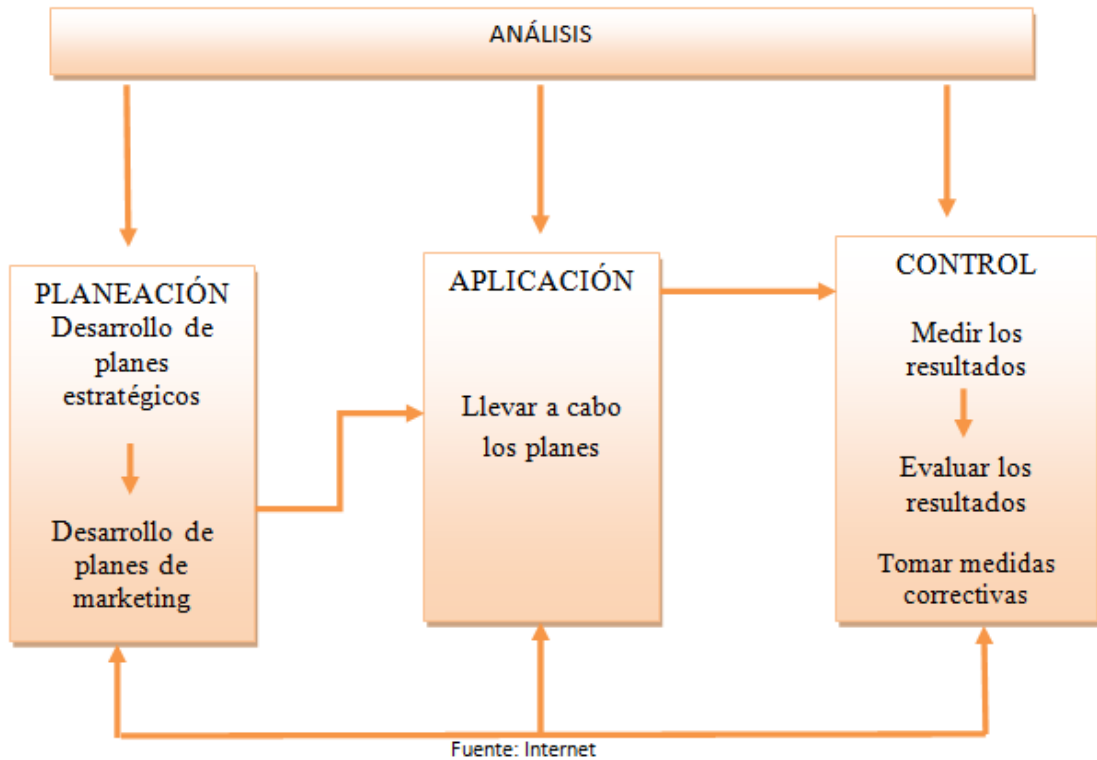 ANÁLISIS
PLANEACIÓN
Desarrollo de
planes
estratégicos
Desarrollo de
planes de
marketing
APLICACIÓN
Llevar a cabo
los planes
CONTROL
Medir los
resultados
Evaluar los
resultados
Tomar medidas
correctivas
Fuente: Internet